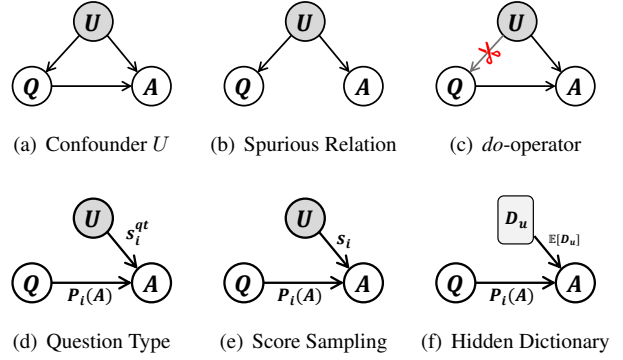 U U U
Q A Q A Q A
(a) Confounder U (b) Spurious Relation (c) do-operator
U U D_u
s_i^{qt} s_i 𝔼[D_u]
Q A Q A Q A
P_i(A) P_i(A) P_i(A)
(d) Question Type (e) Score Sampling (f) Hidden Dictionary